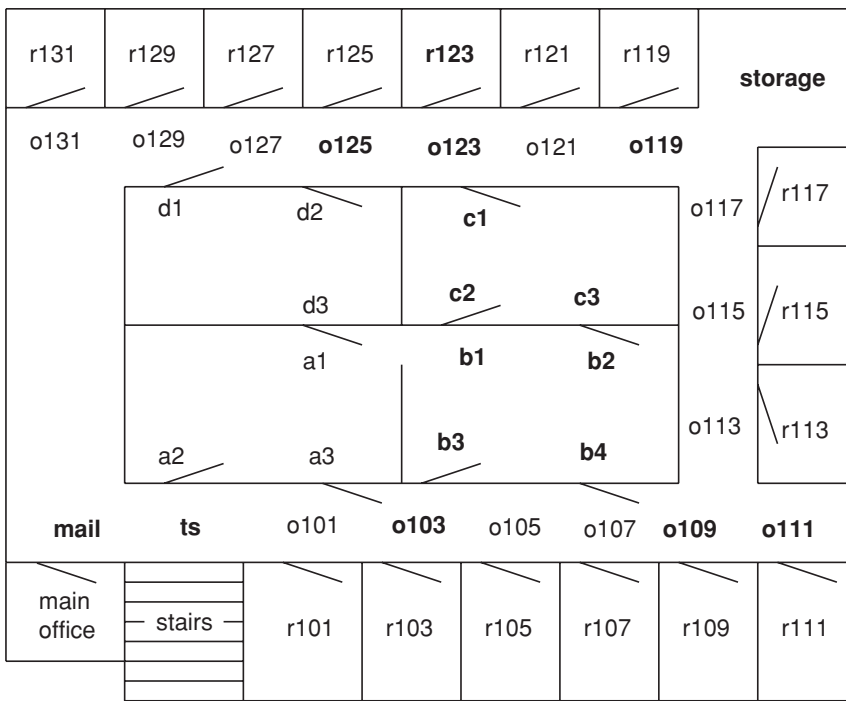 r131 r129 r127 r125 r123 r121 r119
storage
o131 o129 o127 o125 o123 o121 o119
d1 d2 c1 o117 r117
d3 c2 c3 o115 r115
a1 b1 b2
a2 a3 b3 b4 o113 r113
mail ts o101 o103 o105 o107 o109 o111
main
office
stairs r101 r103 r105 r107 r109 r111